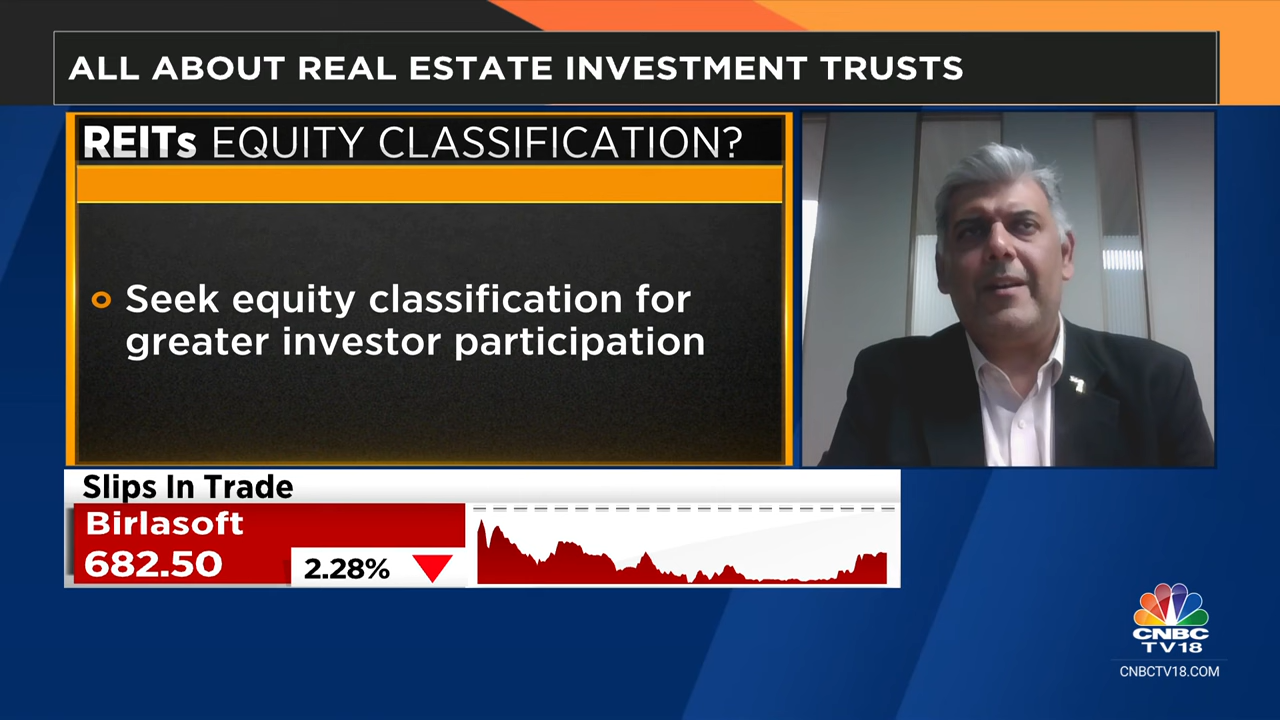 ALL ABOUT REAL ESTATE INVESTMENT TRUSTS
REITs EQUITY CLASSIFICATION?
Seek equity classification for
greater investor participation
Slips In Trade
Birlasoft
682.50
2.28%
CNBC
TV18
CNBCTV18.COM